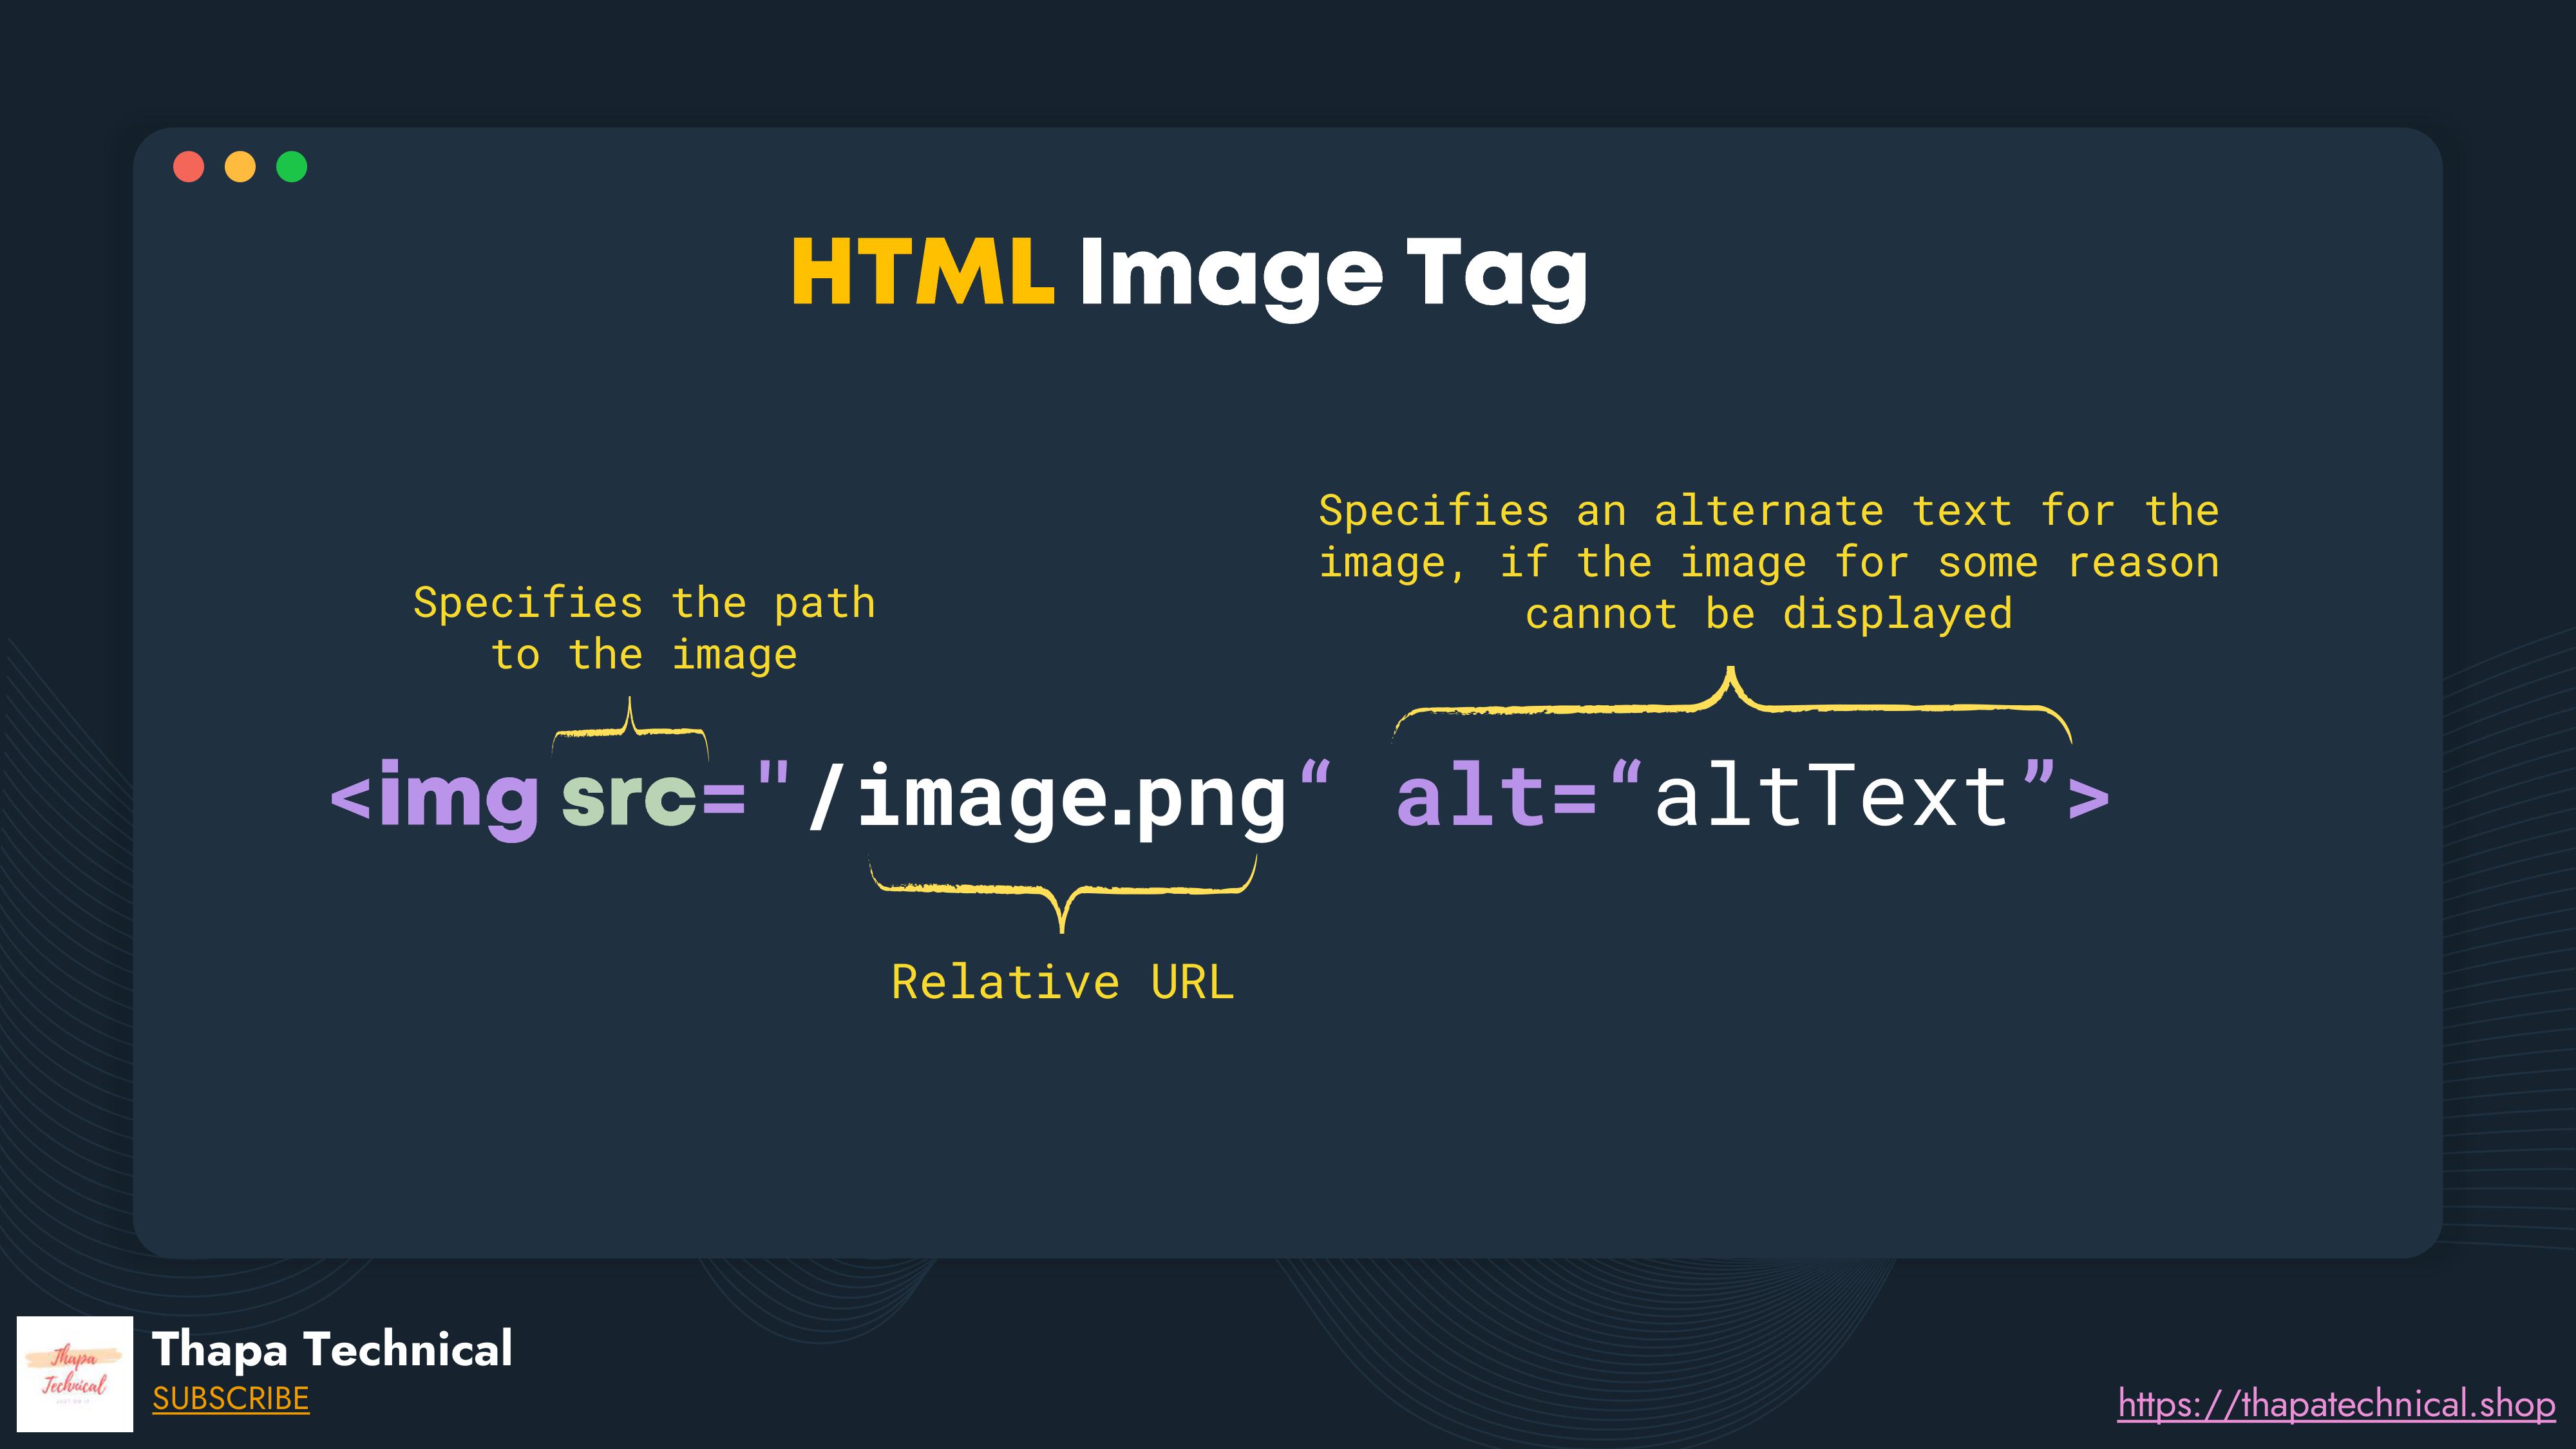 HTML Image Tag
Specifies an alternate text for the
image, if the image for some reason
cannot be displayed
Specifies the path
to the image
<img src="/image.png“ alt=“altText”>
Relative URL
Thapa
Technical
Thapa Technical
SUBSCRIBE
https://thapatechnical.shop